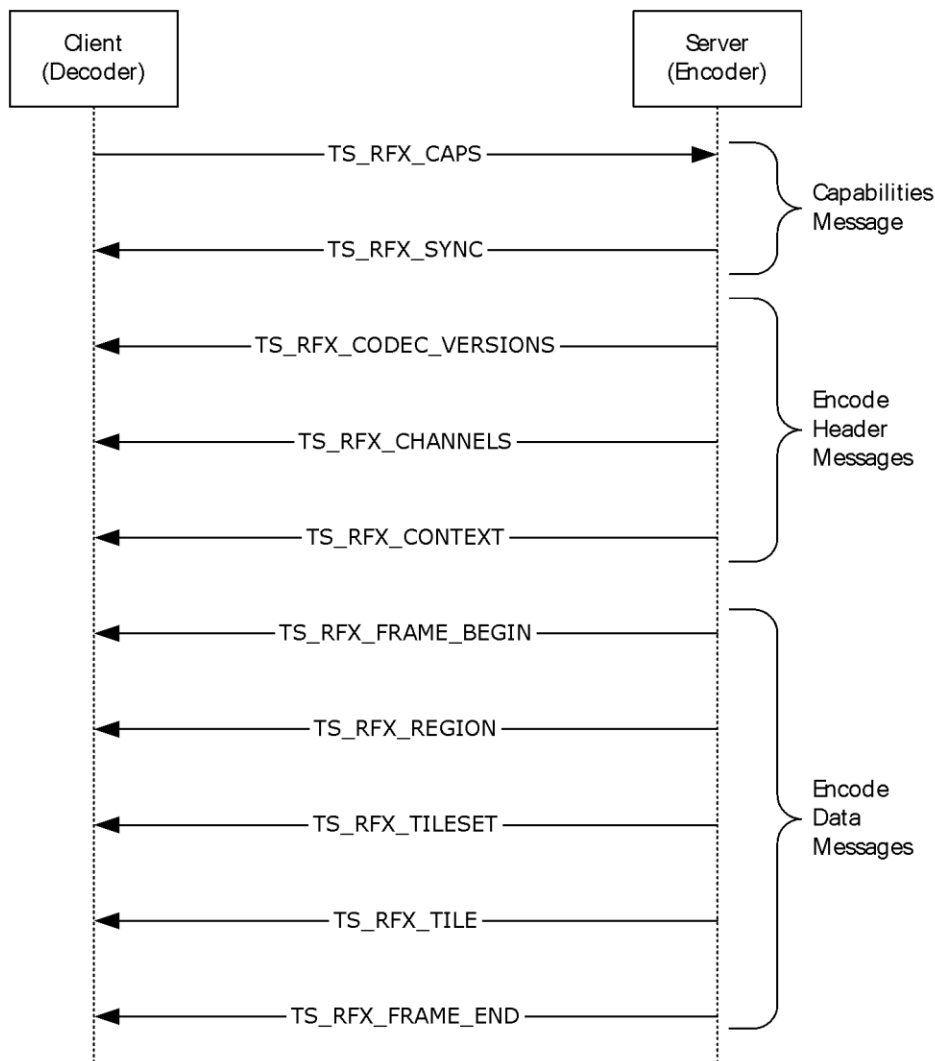 Client
(Decoder)
Server
(Encoder)
TS_RFX_CAPS
Capabilities
Message
TS_RFX_SYNC
TS_RFX_CODEC_VERSIONS
Encode
Header
Messages
TS_RFX_CHANNELS
TS_RFX_CONTEXT
TS_RFX_FRAME_BEGIN
TS_RFX_REGION
Encode
Data
Messages
TS_RFX_TILESET
TS_RFX_TILE
TS_RFX_FRAME_END